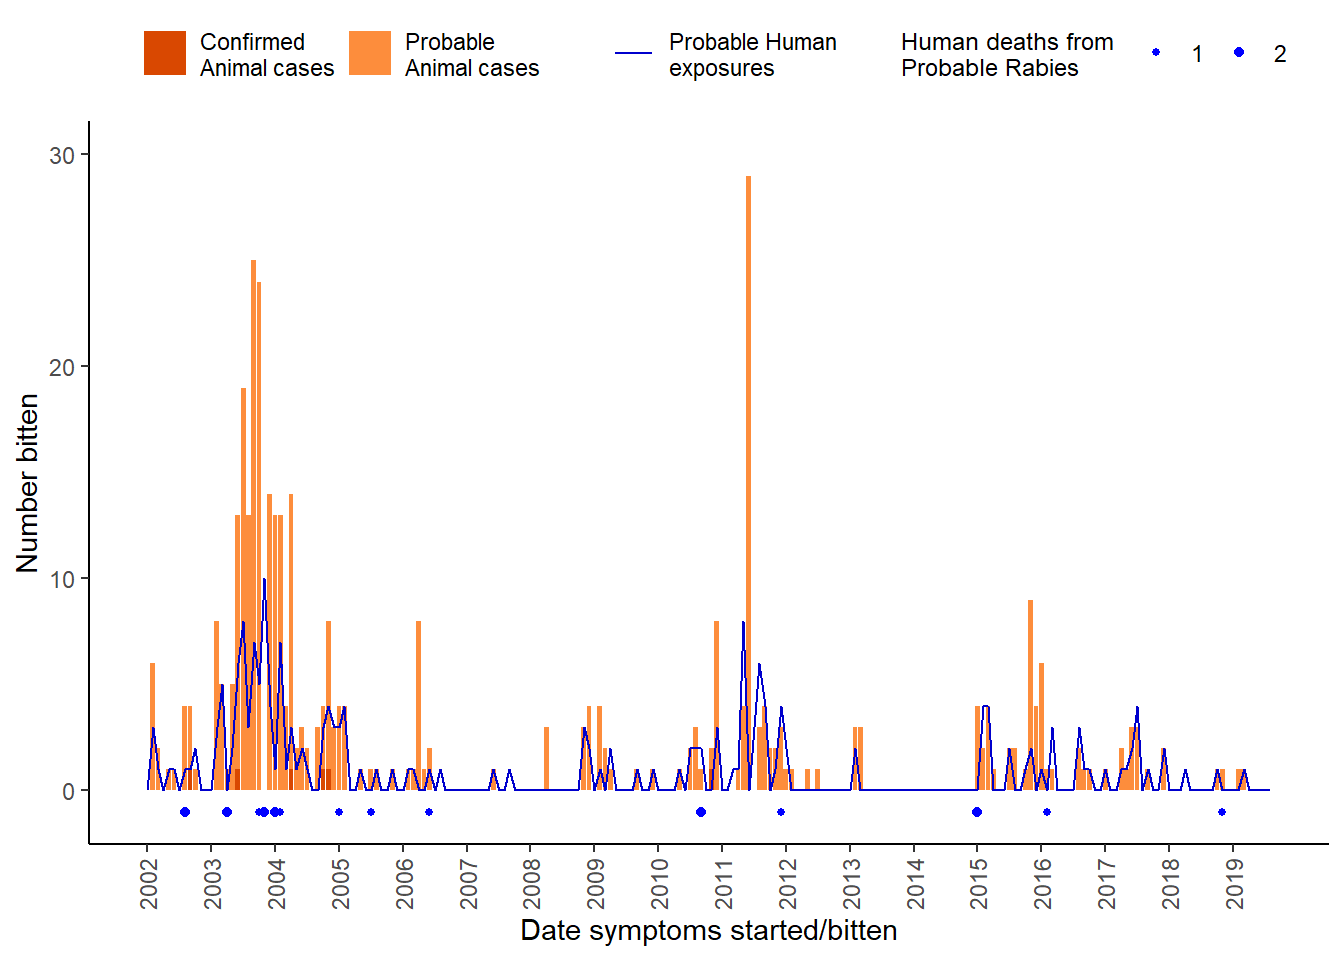 Confirmed
Animal cases
Probable
Animal cases
Probable Human
exposures
Human deaths from
Probable Rabies
1
2
30
20
10
0
Number bitten
2002
2003
2004
2005
2006
2007
2008
2009
2010
2011
2012
2013
2014
2015
2016
2017
2018
2019
Date symptoms started/bitten